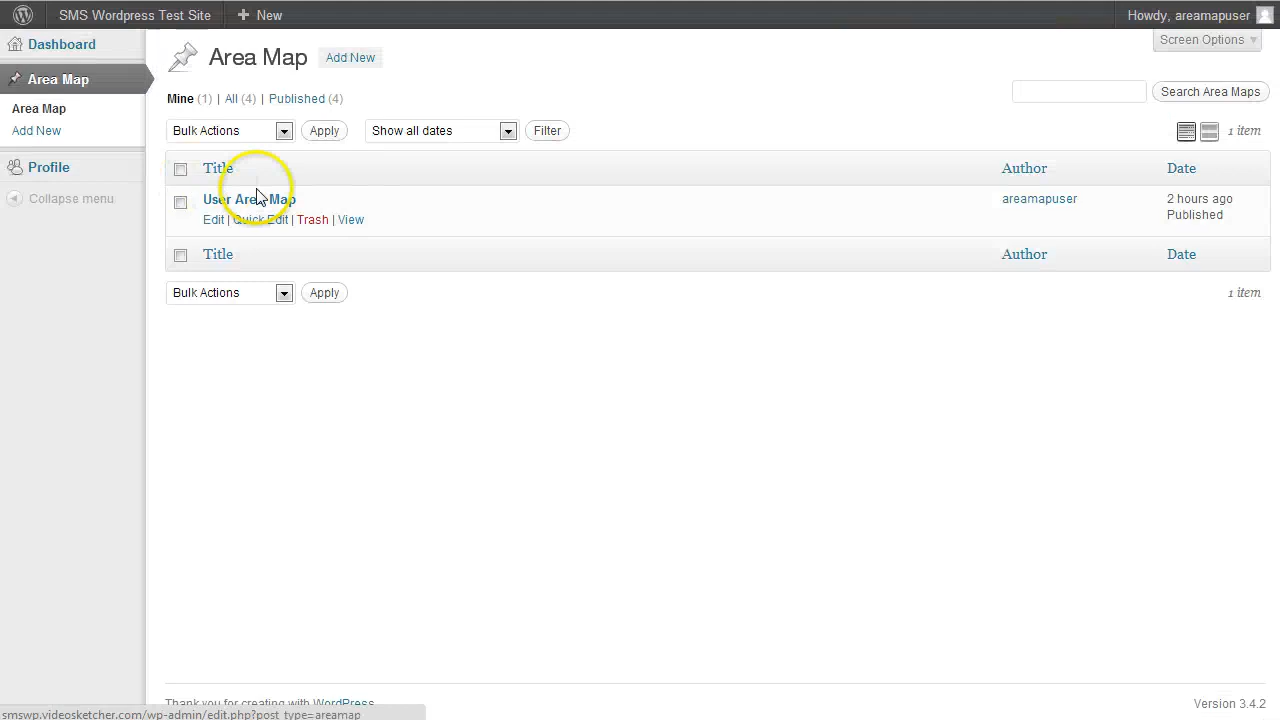 SMS Wordpress Test Site
New
Howdy, areamapuser
Dashboard
Area Map
Area Map
Add New
Profile
Collapse menu
Area Map
Add New
Screen Options
Mine (1) | All (4) | Published (4)
Search Area Maps
Bulk Actions
Apply
Show all dates
Filter
1 item
Title
Author
Date
User Area Map
areamapuser
2 hours ago
Published
Edit | Quick Edit | Trash | View
Title
Author
Date
Bulk Actions
Apply
1 item
Thank you for creating with WordPress
Version 3.4.2
smswp.videosketcher.com/wp-admin/edit.php?post_type=areamap